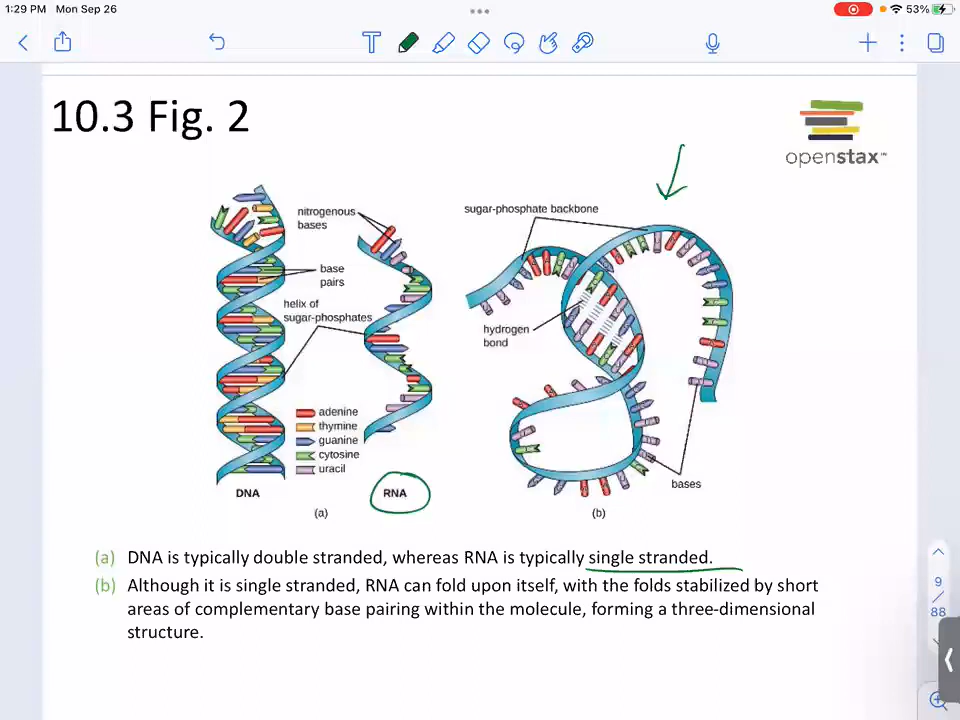 1:29 PM Mon Sep 26
53%
10.3 Fig. 2
openstax™
nitrogenous
bases
sugar-phosphate backbone
base
pairs
helix of
sugar-phosphates
hydrogen
bond
adenine
thymine
guanine
cytosine
uracil
bases
DNA
RNA
(a)
(b)
(a) DNA is typically double stranded, whereas RNA is typically single stranded.
(b) Although it is single stranded, RNA can fold upon itself, with the folds stabilized by short
areas of complementary base pairing within the molecule, forming a three-dimensional
structure.
9
/
88